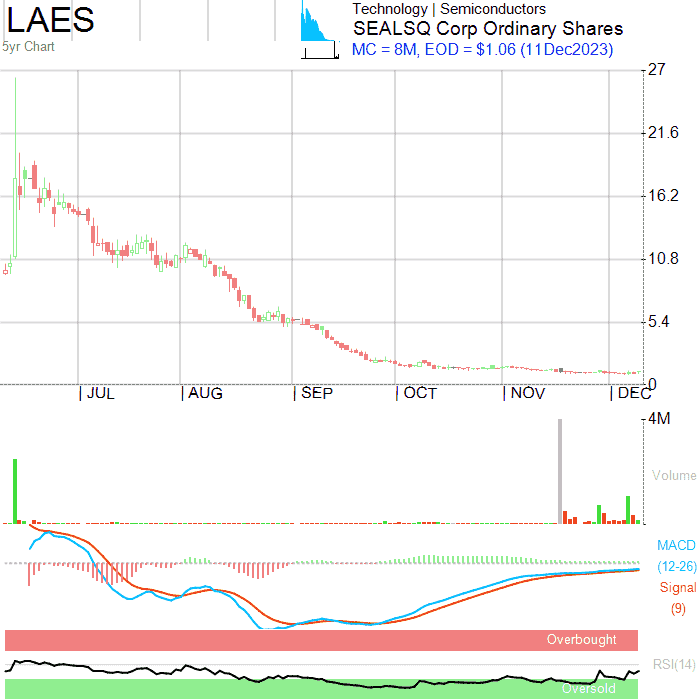 LAES
5yr Chart
Technology | Semiconductors
SEALSQ Corp Ordinary Shares
MC = 8M, EOD = $1.06 (11Dec2023)
27
21.6
16.2
10.8
5.4
0
| JUL
| AUG
| SEP
| OCT
| NOV
| DEC
4M
Volume
MACD
(12-26)
Signal
(9)
Overbought
RSI(14)
Oversold